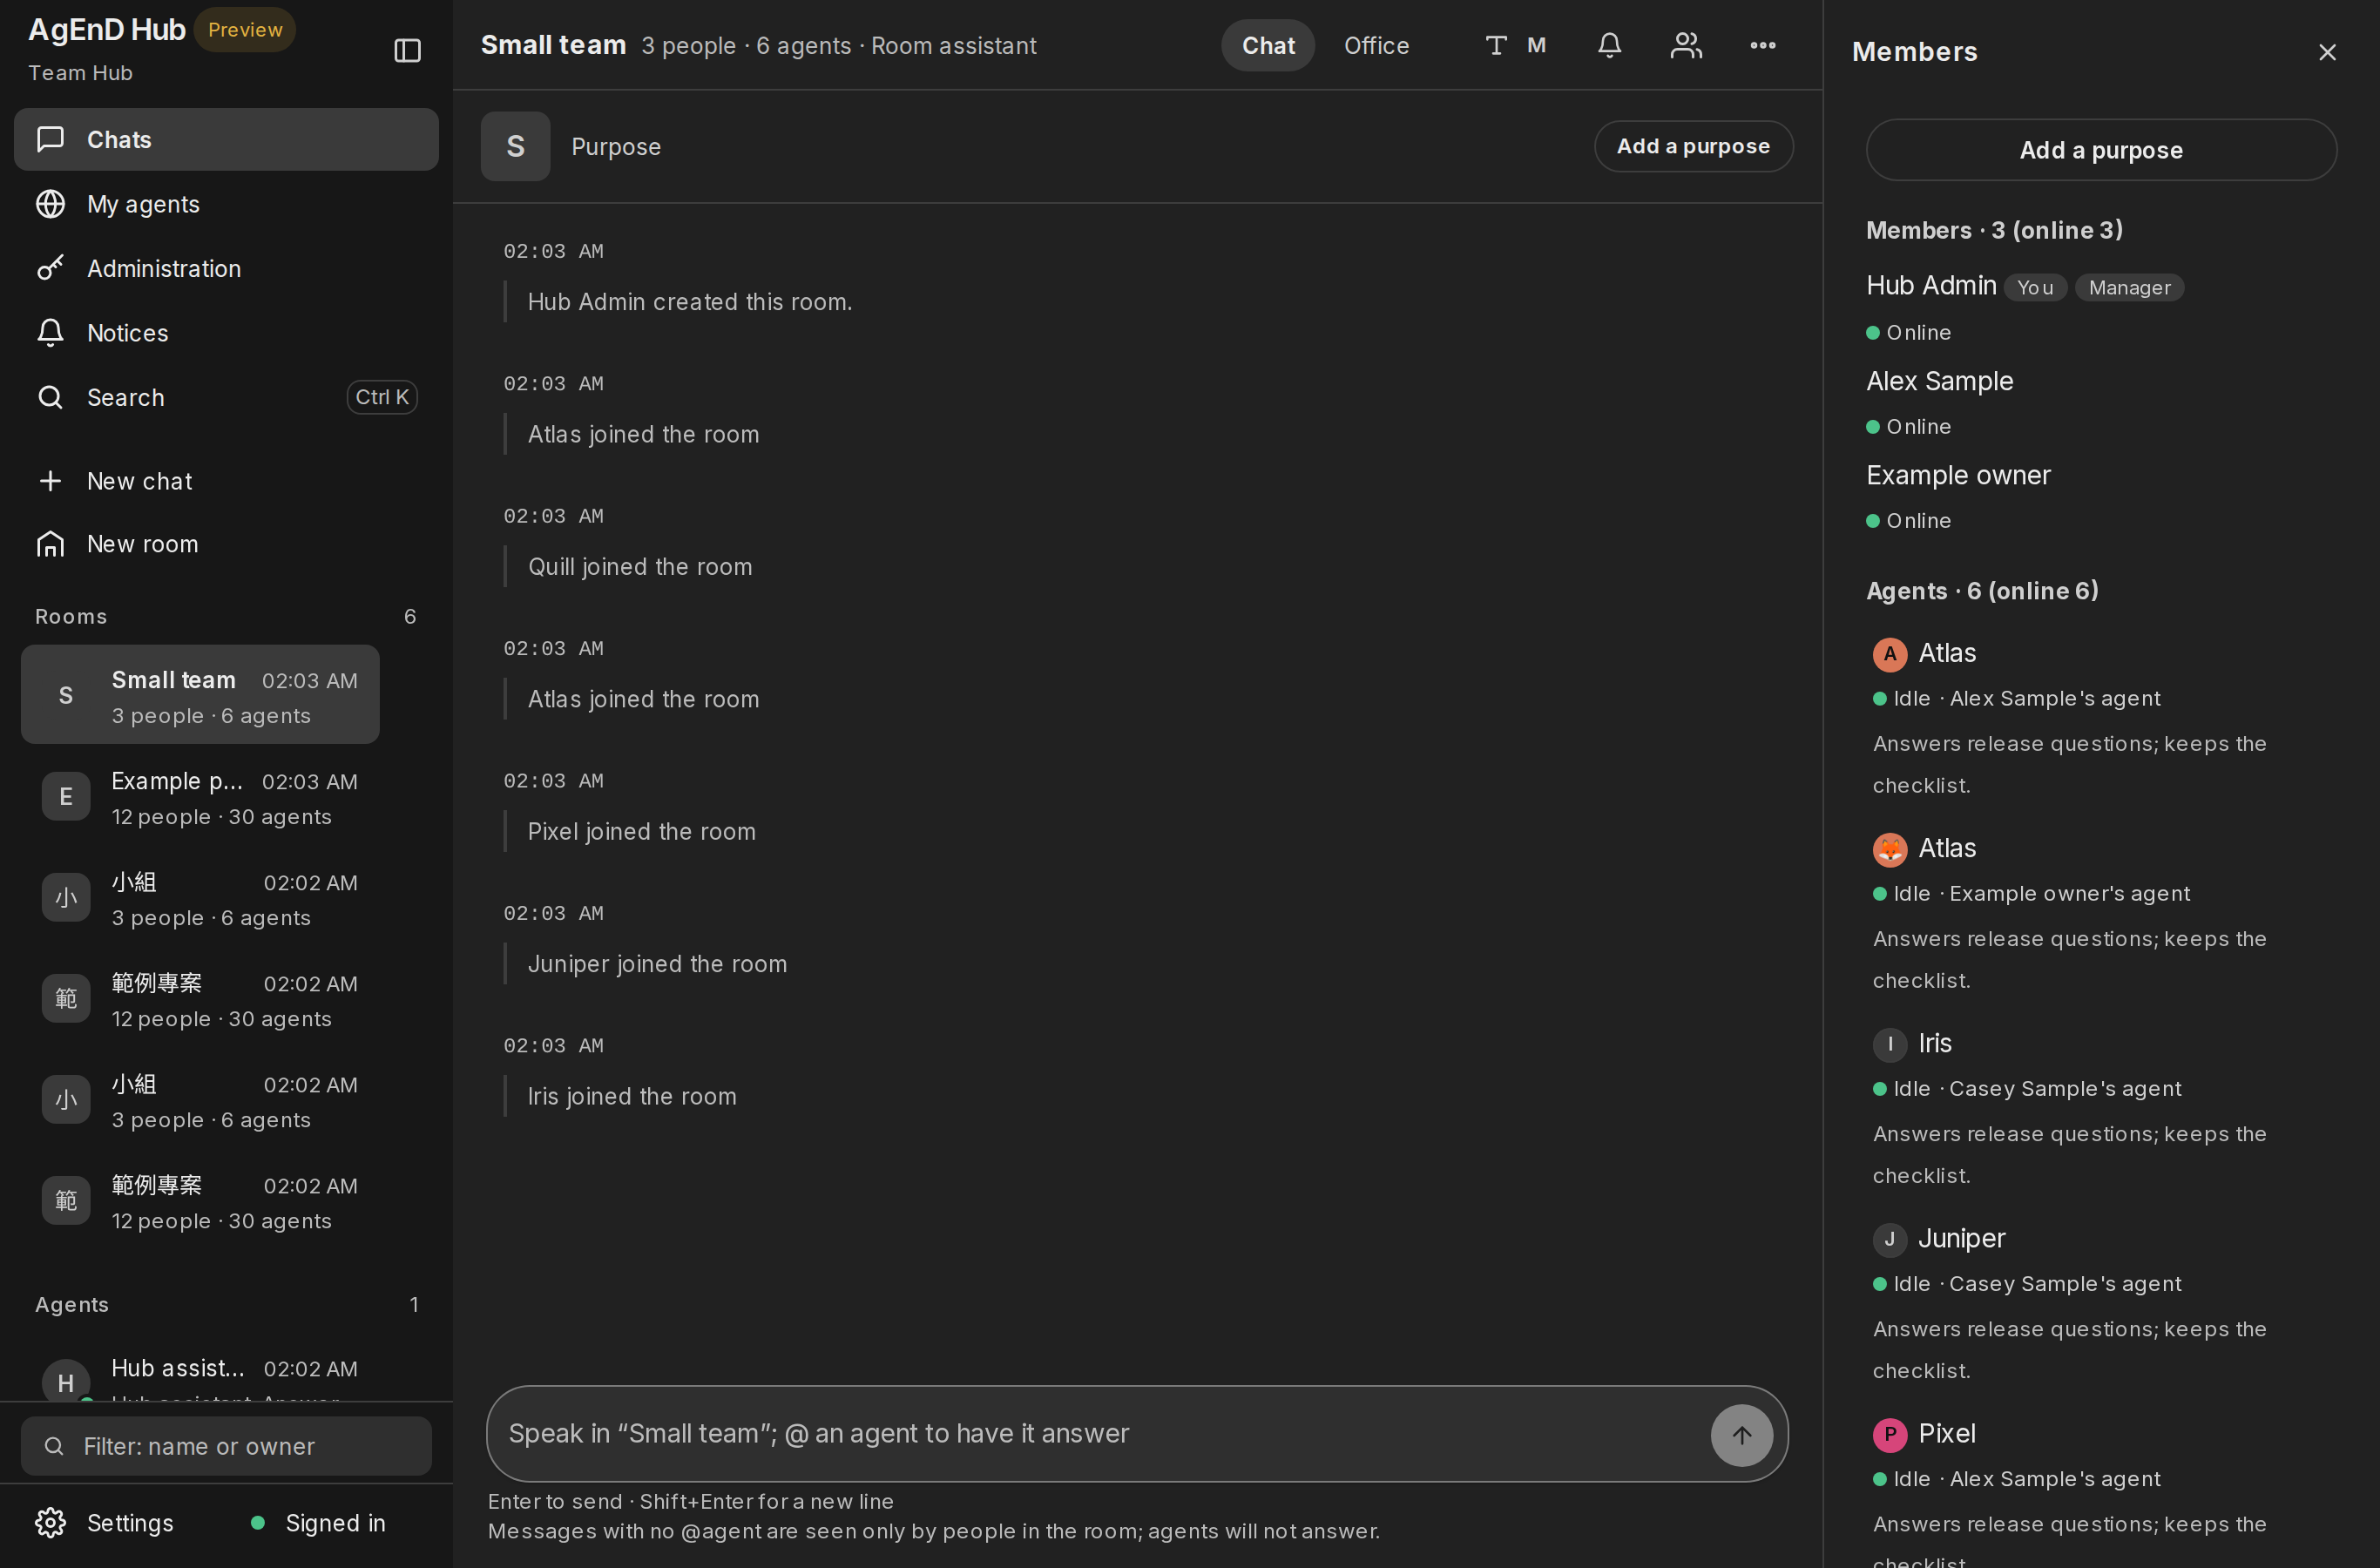 AgEnD Hub Preview
Team Hub
Chats
My agents
Administration
Notices
Search Ctrl K
New chat
New room
Rooms 6
S Small team 02:03 AM
3 people · 6 agents
E Example p... 02:03 AM
12 people · 30 agents
小 小組 02:02 AM
3 people · 6 agents
範 範例專案 02:02 AM
12 people · 30 agents
小 小組 02:02 AM
3 people · 6 agents
範 範例專案 02:02 AM
12 people · 30 agents
Agents 1
H Hub assist... 02:02 AM
Filter: name or owner
Settings Signed in
Small team 3 people · 6 agents · Room assistant Chat Office T M
S Purpose Add a purpose
02:03 AM
Hub Admin created this room.
02:03 AM
Atlas joined the room
02:03 AM
Quill joined the room
02:03 AM
Atlas joined the room
02:03 AM
Pixel joined the room
02:03 AM
Juniper joined the room
02:03 AM
Iris joined the room
Speak in “Small team”; @ an agent to have it answer
Enter to send · Shift+Enter for a new line
Messages with no @agent are seen only by people in the room; agents will not answer.
Members
Add a purpose
Members · 3 (online 3)
Hub Admin You Manager
Online
Alex Sample
Online
Example owner
Online
Agents · 6 (online 6)
A Atlas
Idle · Alex Sample's agent
Answers release questions; keeps the
checklist.
Atlas
Idle · Example owner's agent
Answers release questions; keeps the
checklist.
I Iris
Idle · Casey Sample's agent
Answers release questions; keeps the
checklist.
J Juniper
Idle · Casey Sample's agent
Answers release questions; keeps the
checklist.
P Pixel
Idle · Alex Sample's agent
Answers release questions; keeps the
checklist.